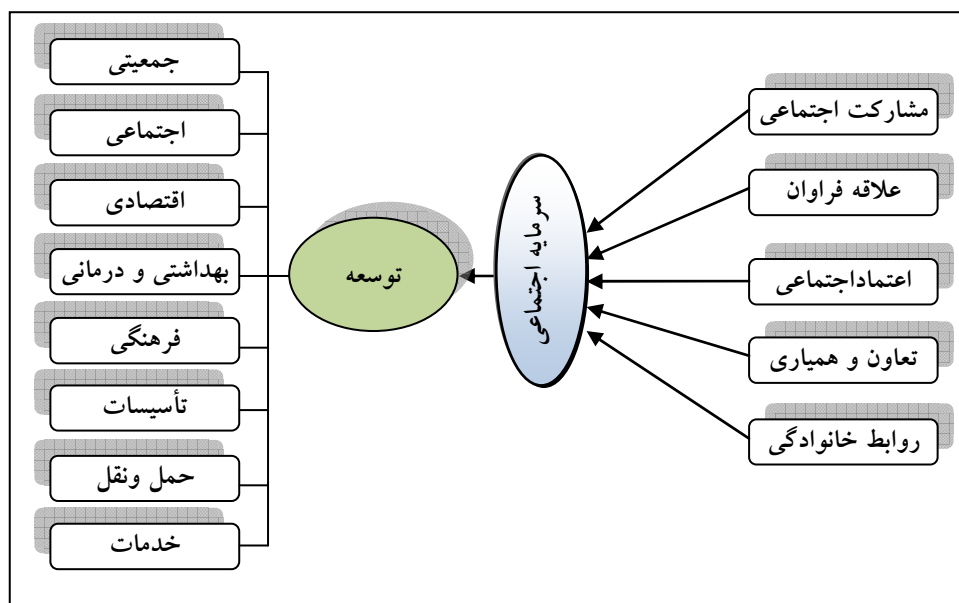 مشارکت اجتماعی
علاقه فراوان
اعتماداجتماعی
تعاون و همیاری
روابط خانوادگی
سرمایه اجتماعی
توسعه
جمعیتی
اجتماعی
اقتصادی
بهداشتی و درمانی
فرهنگی
تأسیسات
حمل ونقل
خدمات